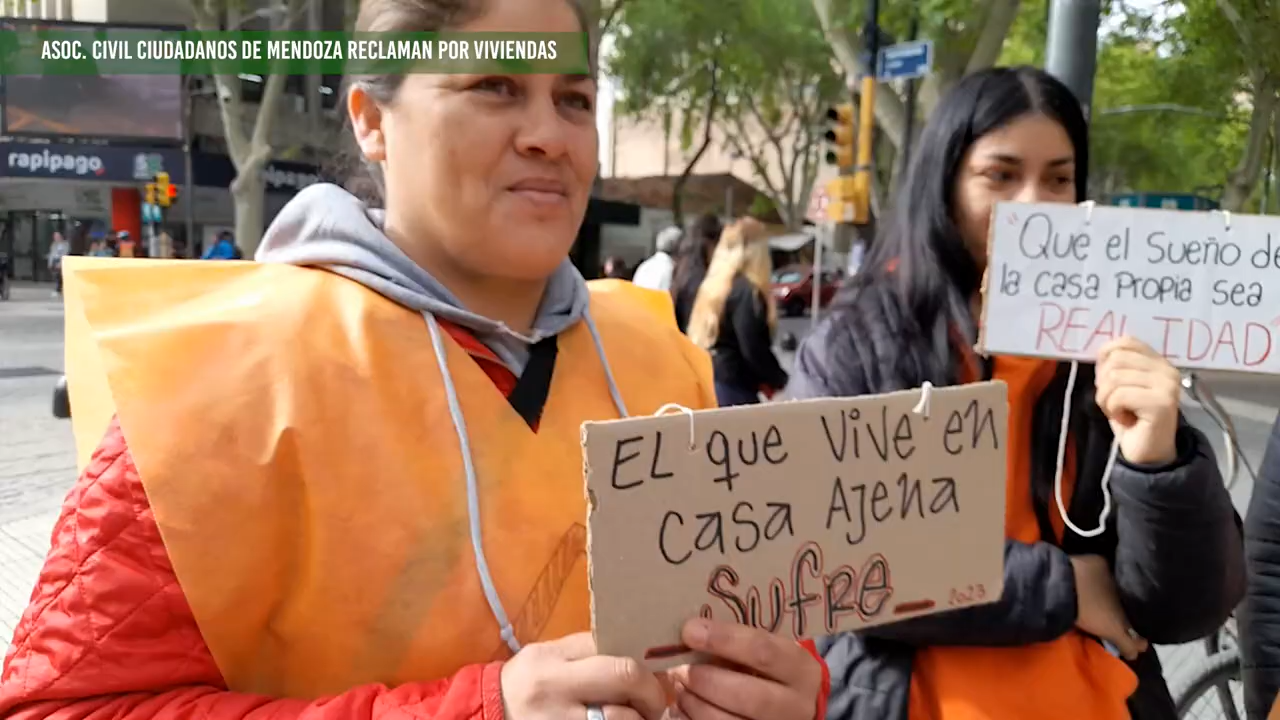 ASOC. CIVIL CIUDADANOS DE MENDOZA RECLAMAN POR VIVIENDAS
rapipago
rapipago
"Que el Sueño de
la casa Propia sea
REALIDAD"
EL que ViVe en
casa Ajena
Sufre
2023